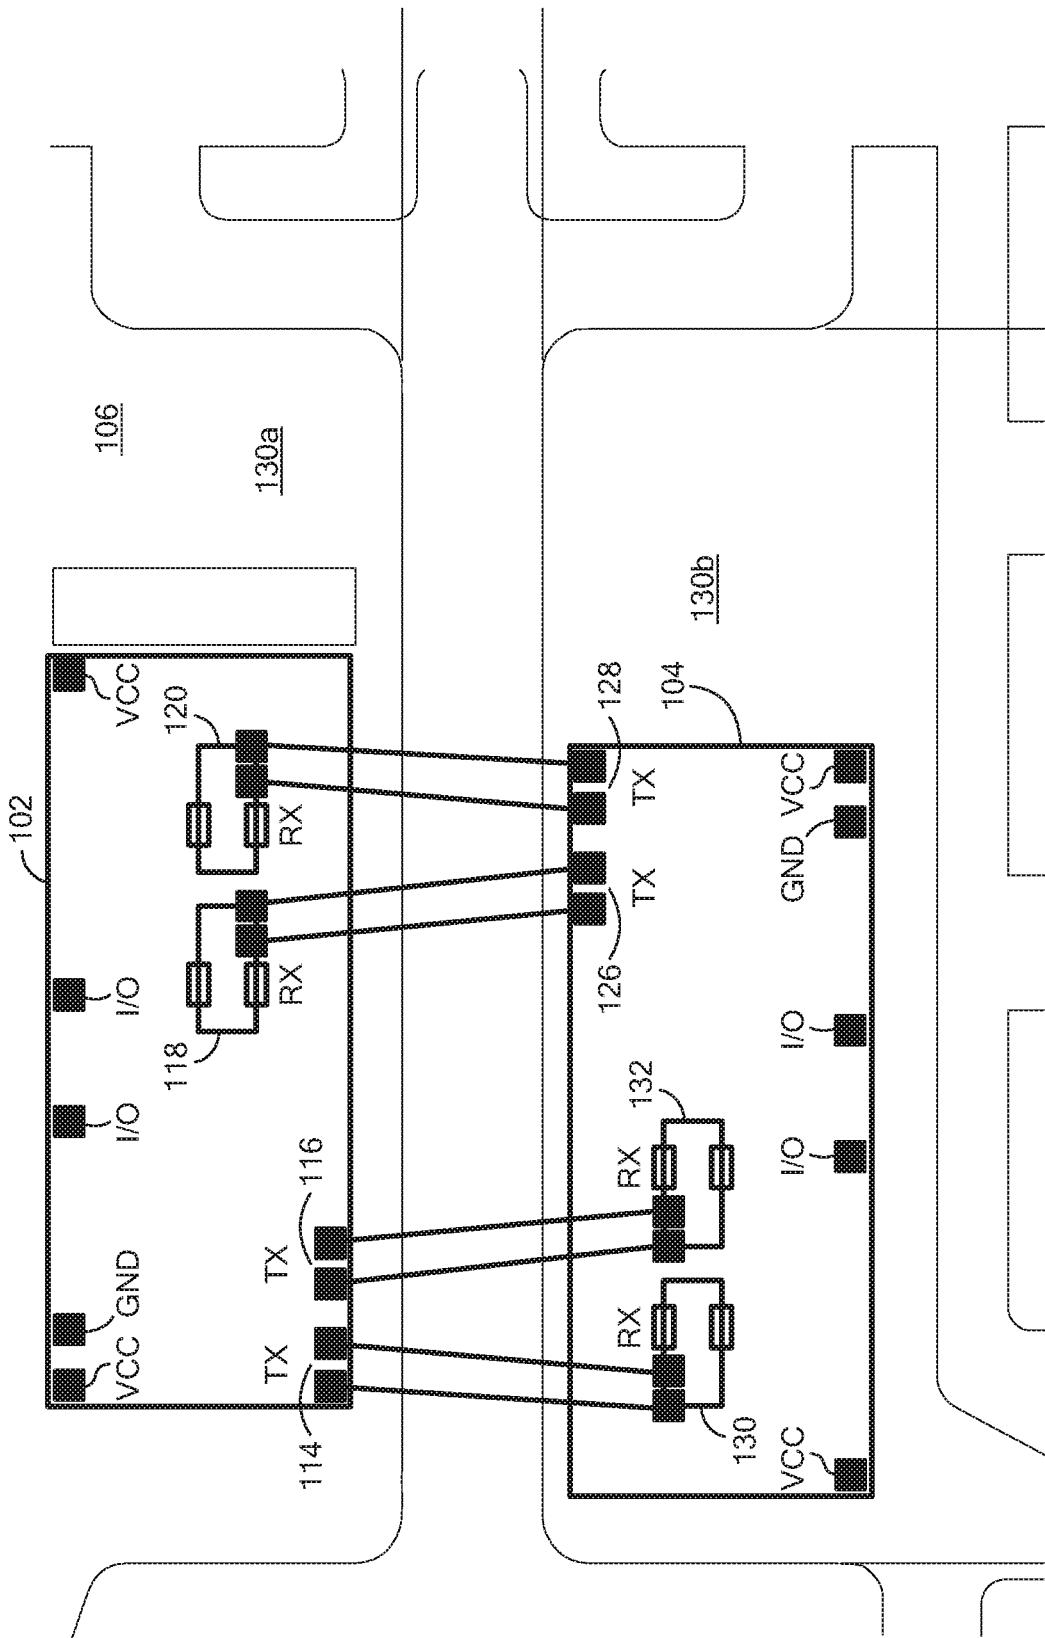 102
106
VCC
GND
I/O
I/O
VCC
118
120
130a
TX
TX
RX
RX
114
116
126
128
RX
RX
132
TX
TX
104
130b
130
VCC
I/O
I/O
GND
VCC